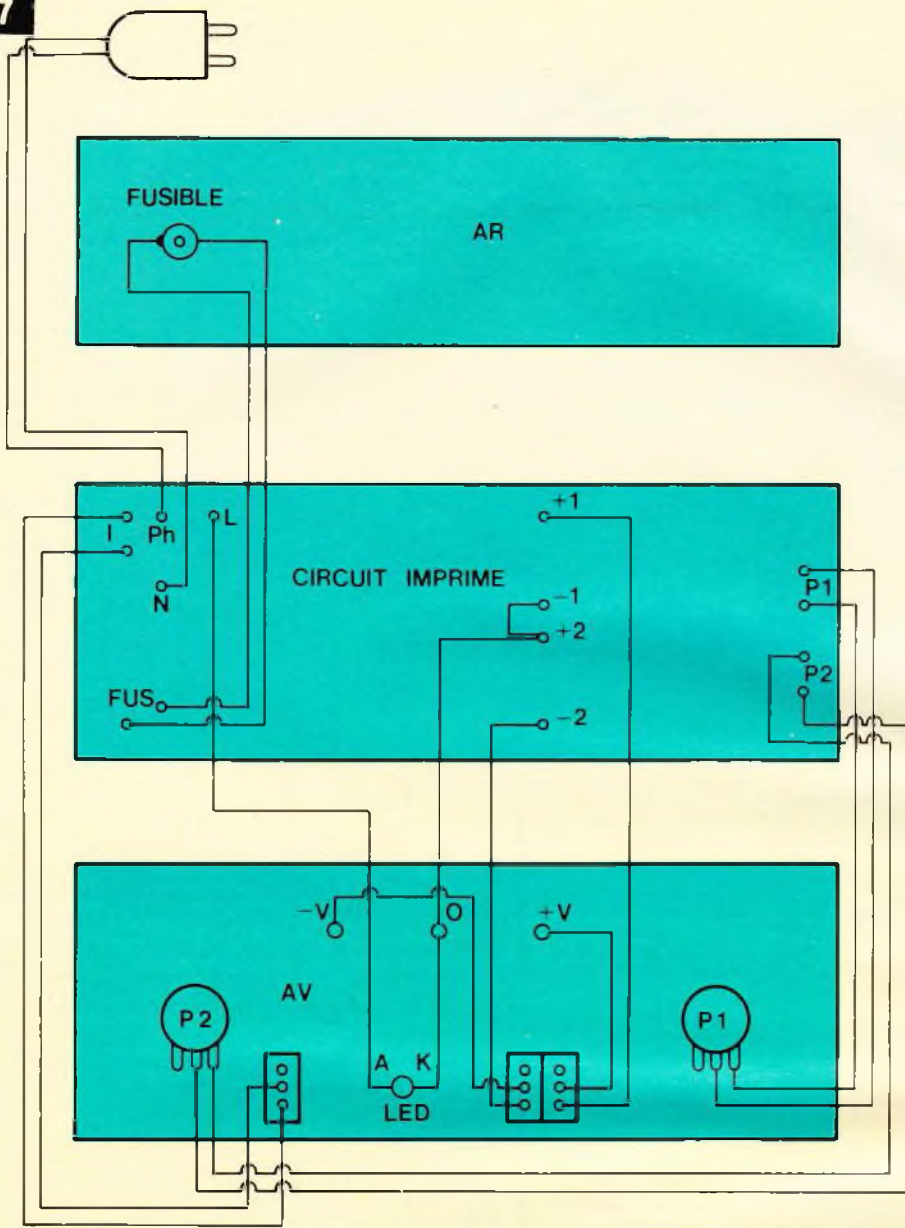 7
FUSIBLE
AR
I
Ph
L
+1
N
CIRCUIT IMPRIME
-1
+2
P1
P2
FUS
-2
-V
O
+V
AV
P2
P1
A
K
LED